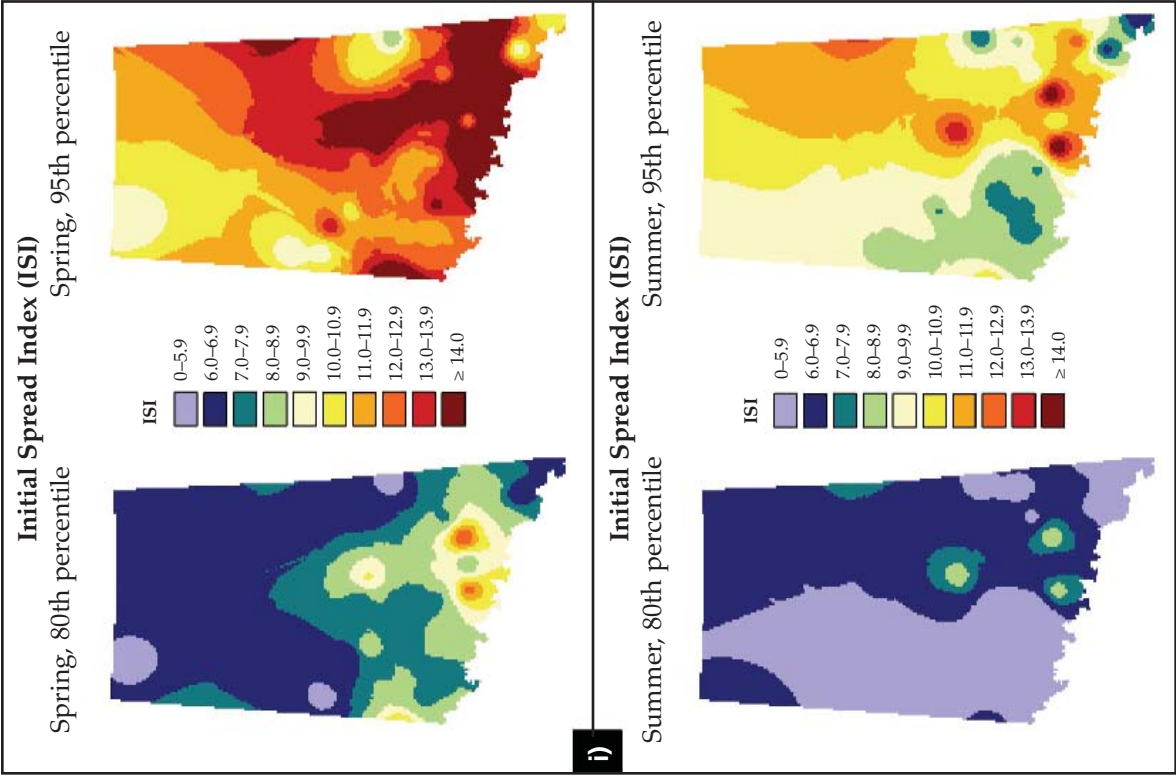 Initial Spread Index (ISI)
Spring, 80th percentile
Spring, 95th percentile
ISI
0–5.9
6.0–6.9
7.0–7.9
8.0–8.9
9.0–9.9
10.0–10.9
11.0–11.9
12.0–12.9
13.0–13.9
≥ 14.0
i)
Initial Spread Index (ISI)
Summer, 80th percentile
Summer, 95th percentile
ISI
0–5.9
6.0–6.9
7.0–7.9
8.0–8.9
9.0–9.9
10.0–10.9
11.0–11.9
12.0–12.9
13.0–13.9
≥ 14.0